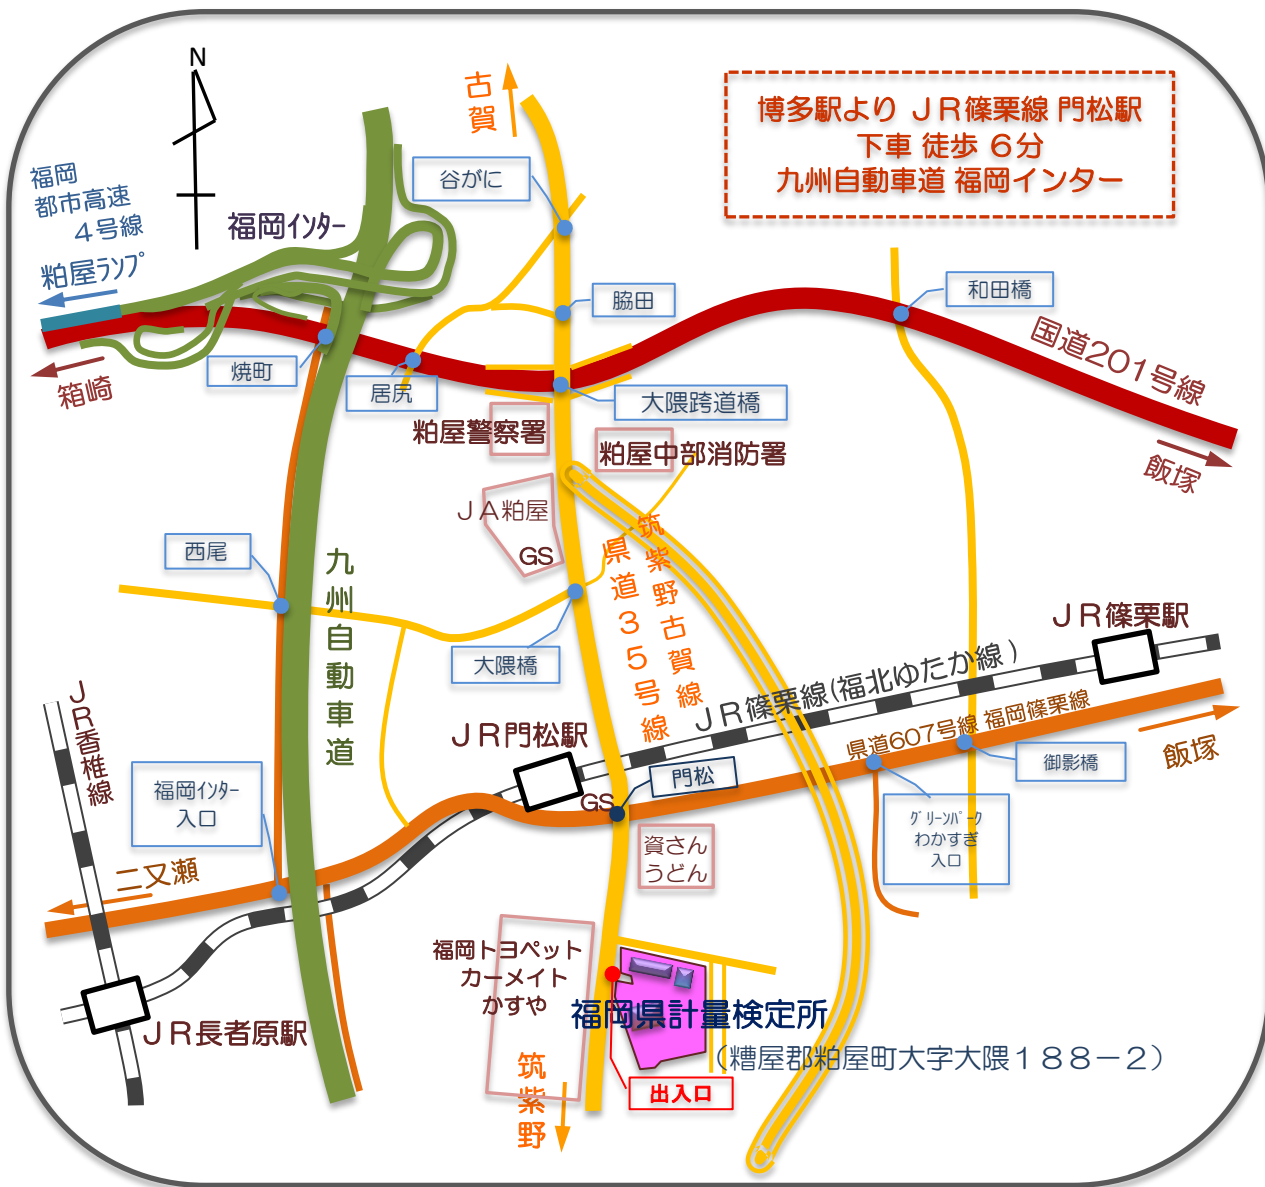 N
古賀
博多駅より ＪＲ篠栗線 門松駅
下車 徒歩 ６分
九州自動車道 福岡インター
谷がに
福岡
都市高速
４号線
粕屋ﾗﾝﾌﾟ
福岡ｲﾝﾀｰ
脇田
和田橋
国道201号線
箱崎
焼町
居尻
大隈跨道橋
粕屋警察署
粕屋中部消防署
飯塚
ＪＡ粕屋
GS
西尾
九州自動車道
県道３５号線
筑紫野古賀線
大隈橋
ＪＲ篠栗駅
ＪＲ篠栗線(福北ゆたか線)
ＪＲ香椎線
ＪＲ門松駅
県道607号線 福岡篠栗線
飯塚
御影橋
門松
GS
福岡ｲﾝﾀｰ
入口
ｸﾞﾘｰﾝﾊﾟｰｸ
わかすぎ
入口
資さん
うどん
二又瀬
福岡トヨペット
カーメイト
かすや
福岡県計量検定所
ＪＲ長者原駅
（糟屋郡粕屋町大字大隈１８８－２）
筑紫野
出入口